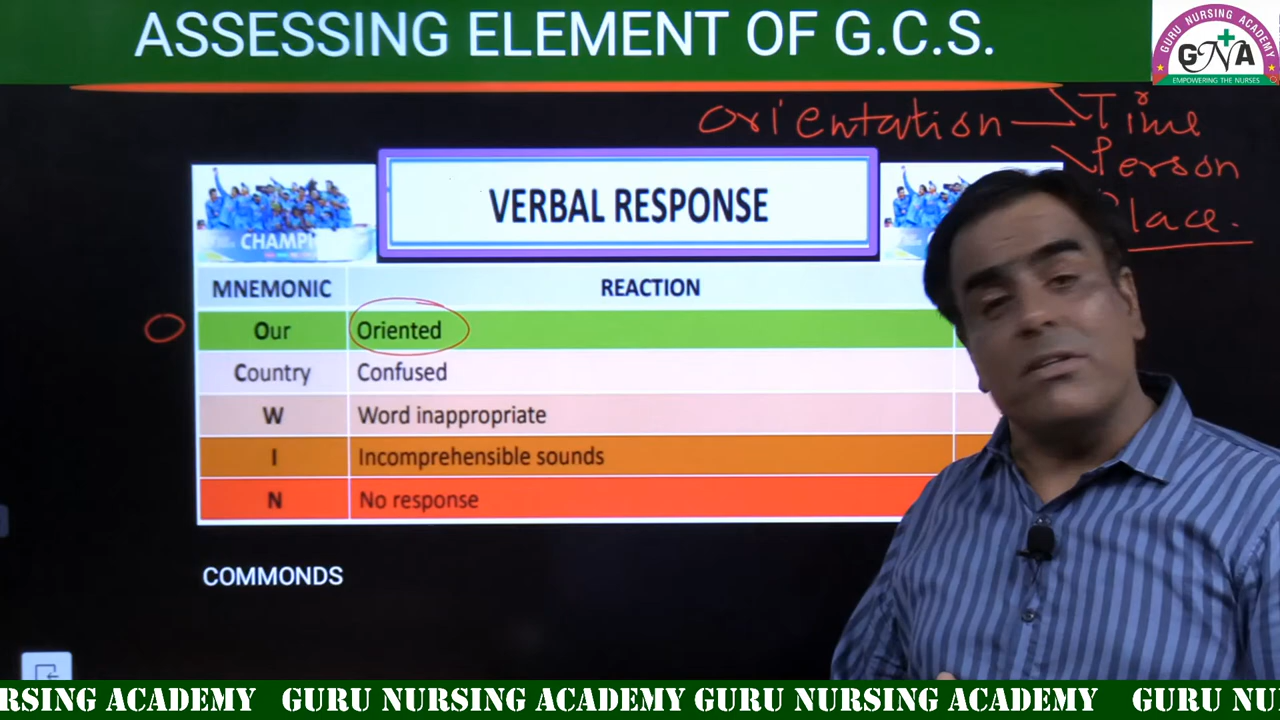 ASSESSING ELEMENT OF G.C.S.
GURU NURSING ACADEMY
GNA
EMPOWERING THE NURSES
Orientation — Time
Person
Place.
VERBAL RESPONSE
MNEMONIC REACTION
Our Oriented
Country Confused
W Word inappropriate
I Incomprehensible sounds
N No response
COMMONDS
RSING ACADEMY GURU NURSING ACADEMY GURU NURSING ACADEMY GURU NU